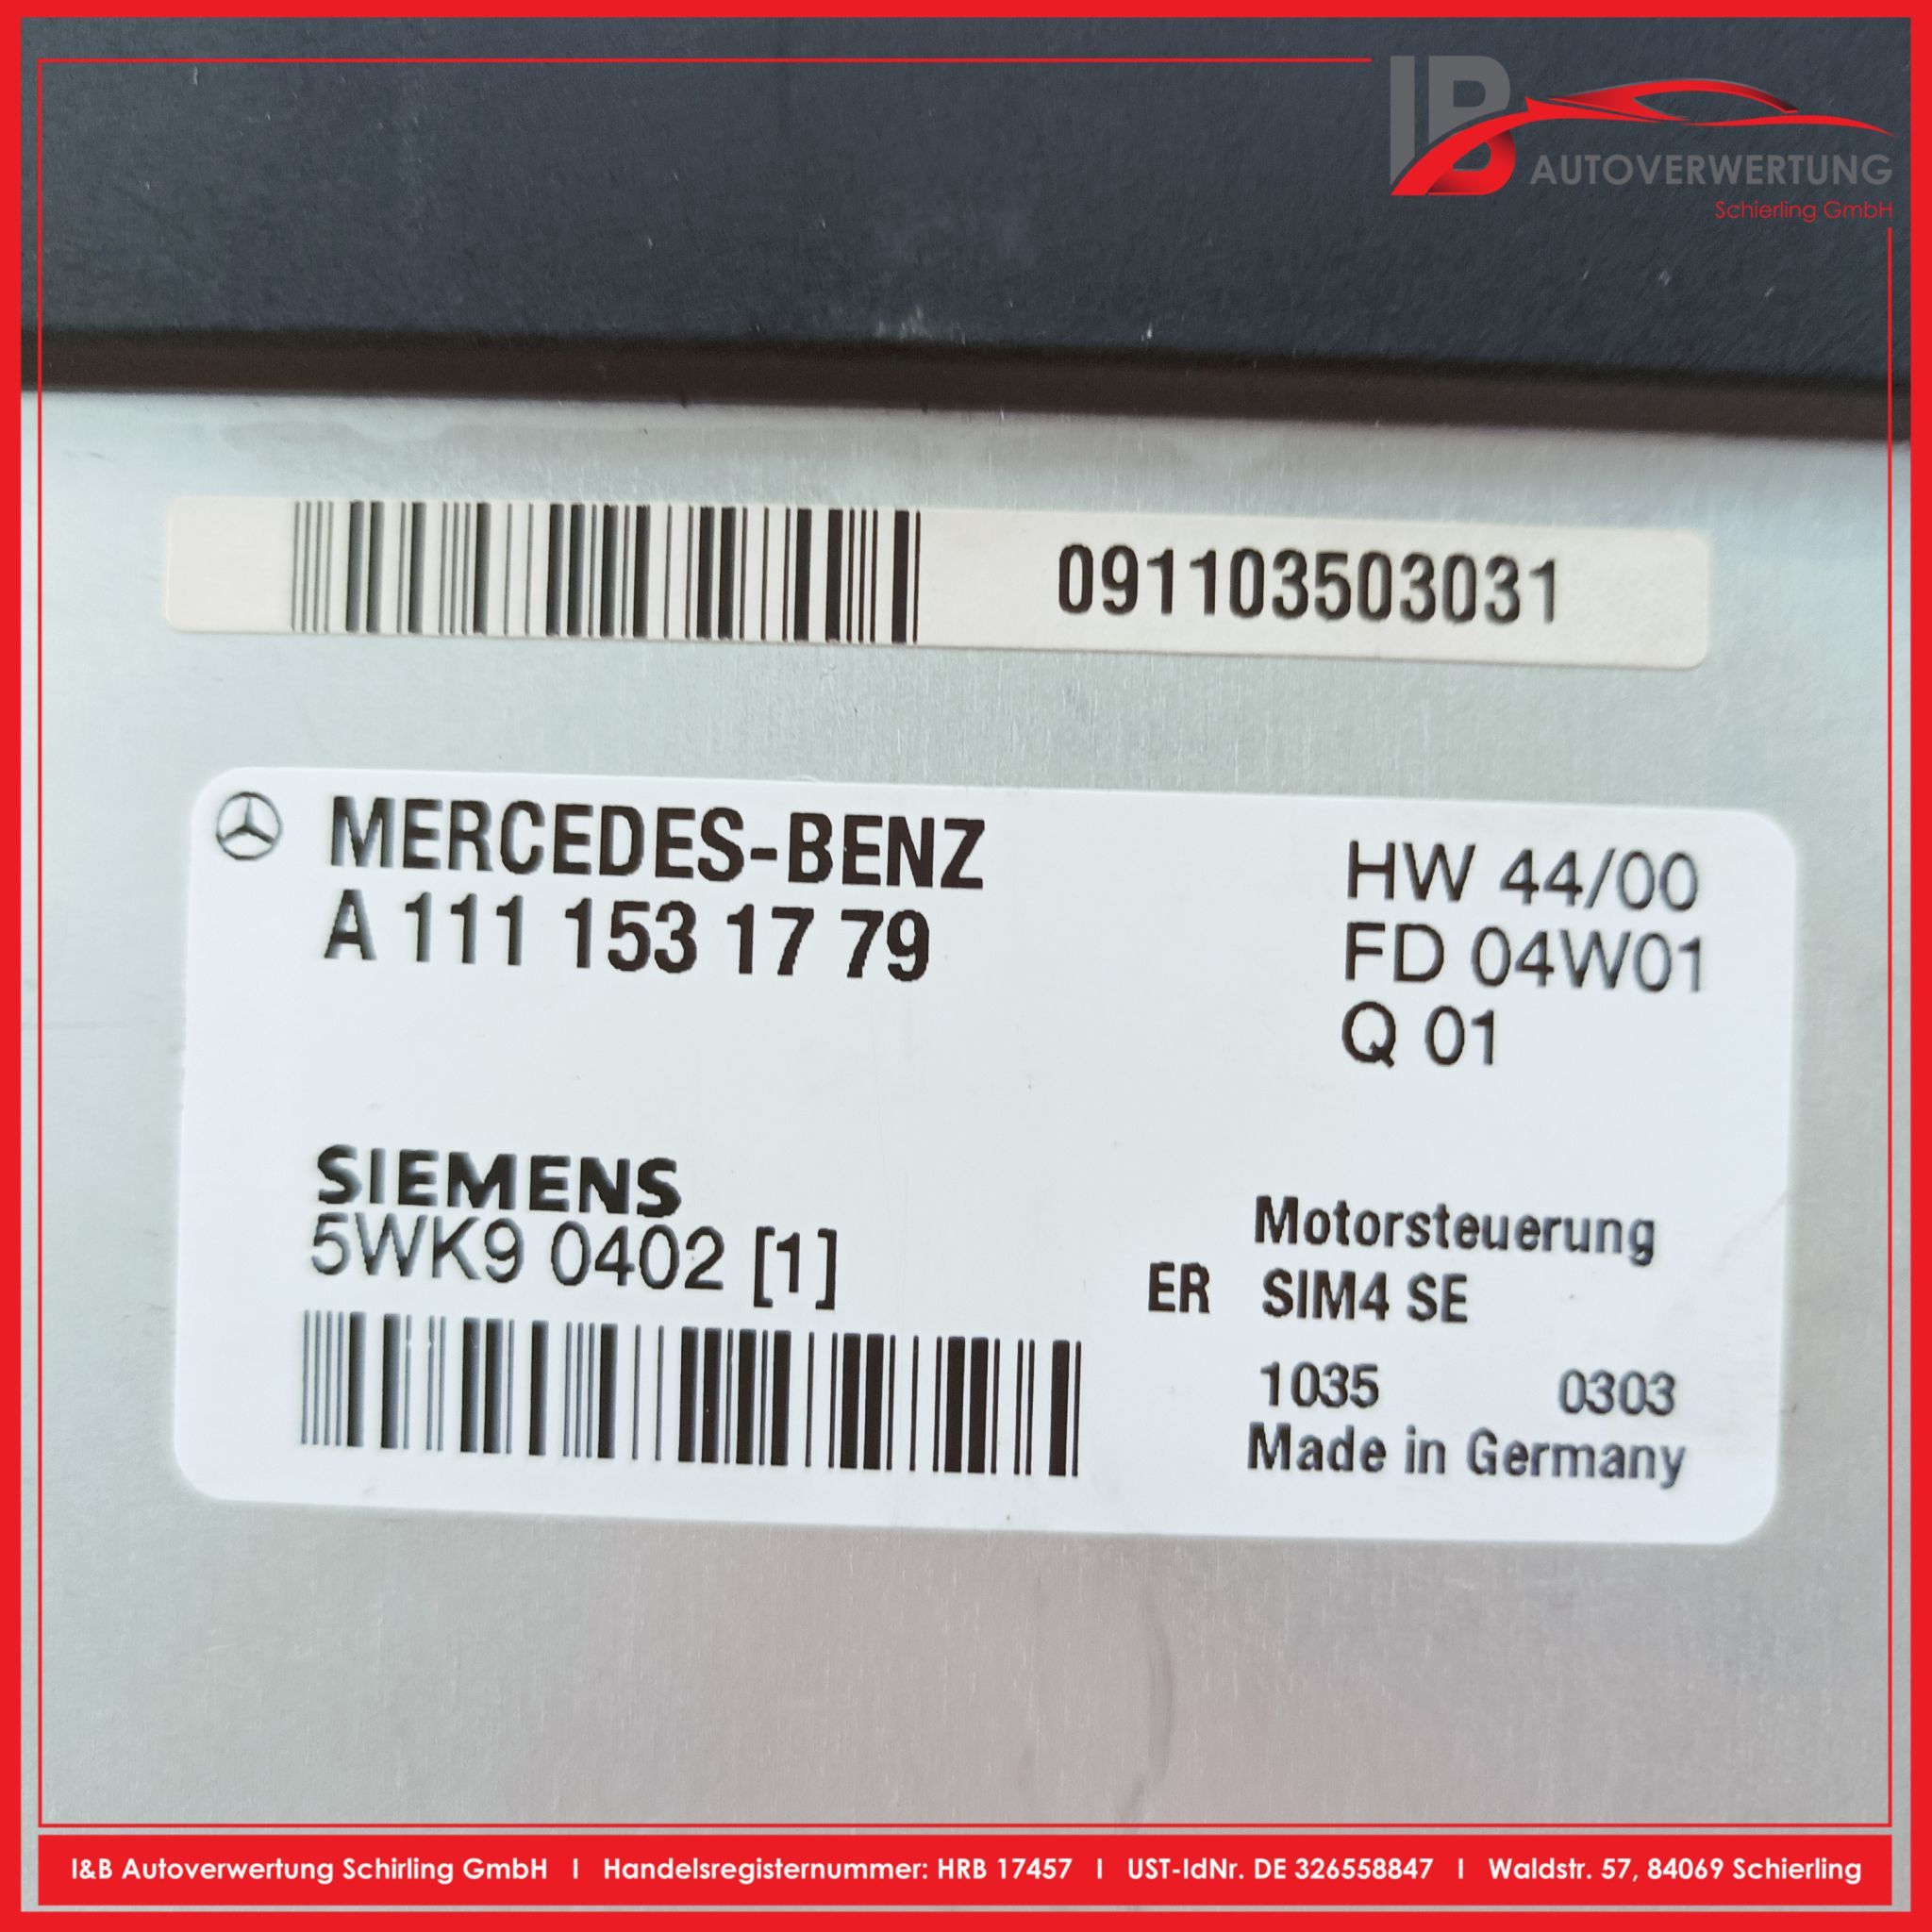 IB
AUTOVERWERTUNG
Schierling GmbH
091103503031
MERCEDES-BENZ
A 111 153 17 79
HW 44/00
FD 04W01
Q 01
SIEMENS
5WK9 0402 [1]
Motorsteuerung
ER SIM4 SE
1035 0303
Made in Germany
I&B Autoverwertung Schirling GmbH I Handelsregisternummer: HRB 17457 I UST-IdNr. DE 326558847 I Waldstr. 57, 84069 Schierling